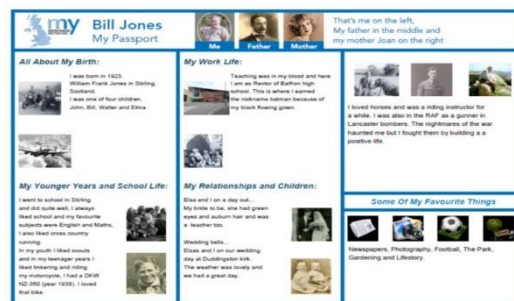 my
Bill Jones
My Passport
Me
Father
Mother
That's me on the left,
My father in the middle and
my mother Joan on the right
All About My Birth:
I was born in 1923.
William Frank Jones in Stirling,
Scotland.
I was one of four children.
John, Bill, Walter and Elma.
My Younger Years and School Life:
I went to school in Stirling
and did quite well, I always
liked school and my favourite
subjects were English and Maths,
I also liked cross country
running.
In my youth I liked scouts
and in my teenager years I
liked tinkering and riding
my motorcycle, I had a DKW
NZ-350 (year 1938). I loved
that bike.
My Work Life:
Teaching was in my blood and here
I am as Rector of Balfron high
school. This is where I earned
the nickname batman because of
my black flowing gown.
My Relationships and Children:
Elsa and I on a day out...
My bride to be, she had green
eyes and auburn hair and was
a teacher too.
Wedding bells...
Elsas and I on our wedding
day at Duddingston kirk.
The weather was lovely and
we had a great day.
I loved horses and was a riding instructor for
a while. I was also in the RAF as a gunner in
Lancaster bombers. The nightmares of the war
haunted me but I fought them by building a a
positive life.
Some Of My Favourite Things
Newspapers, Photography, Football, The Park,
Gardening and Lifestory.